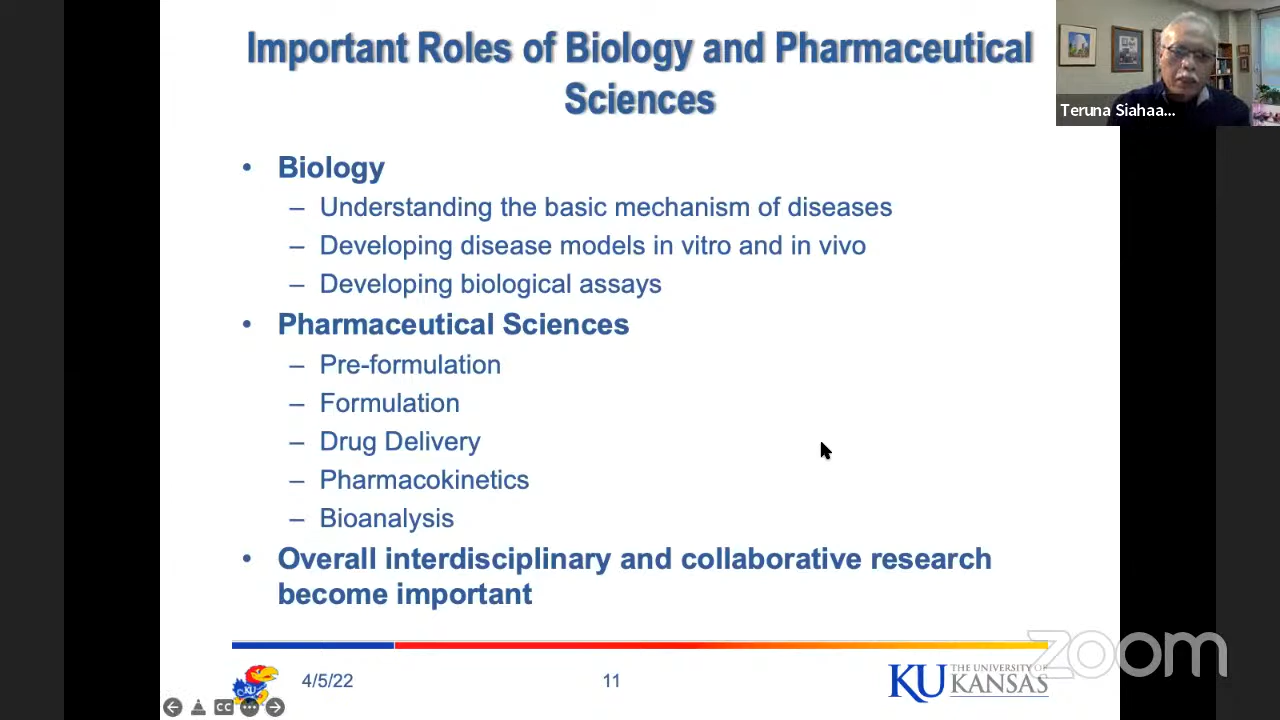 Important Roles of Biology and Pharmaceutical
Sciences
Teruna Siahaa...
• Biology
– Understanding the basic mechanism of diseases
– Developing disease models in vitro and in vivo
– Developing biological assays
• Pharmaceutical Sciences
– Pre-formulation
– Formulation
– Drug Delivery
– Pharmacokinetics
– Bioanalysis
• Overall interdisciplinary and collaborative research
become important
zoom
KU
4/5/22
11
KU THE UNIVERSITY OF
KANSAS
CC